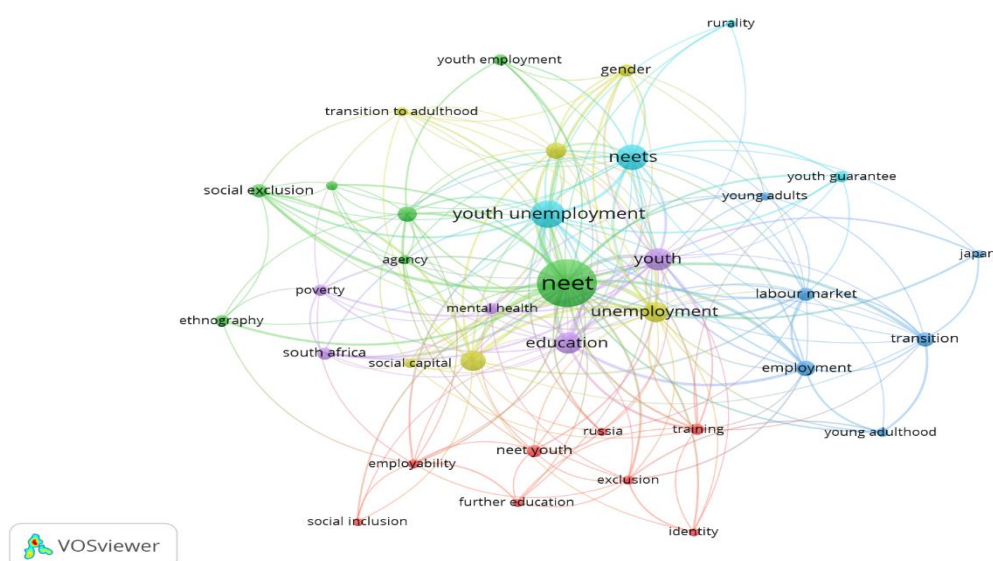 rurality
youth employment
gender
transition to adulthood
neets
youth guarantee
social exclusion
young adults
youth unemployment
agency
youth
japan
neet
poverty
labour market
mental health
ethnography
unemployment
education
transition
south africa
social capital
employment
russia
training
young adulthood
neet youth
employability
exclusion
further education
social inclusion
identity
VOSviewer